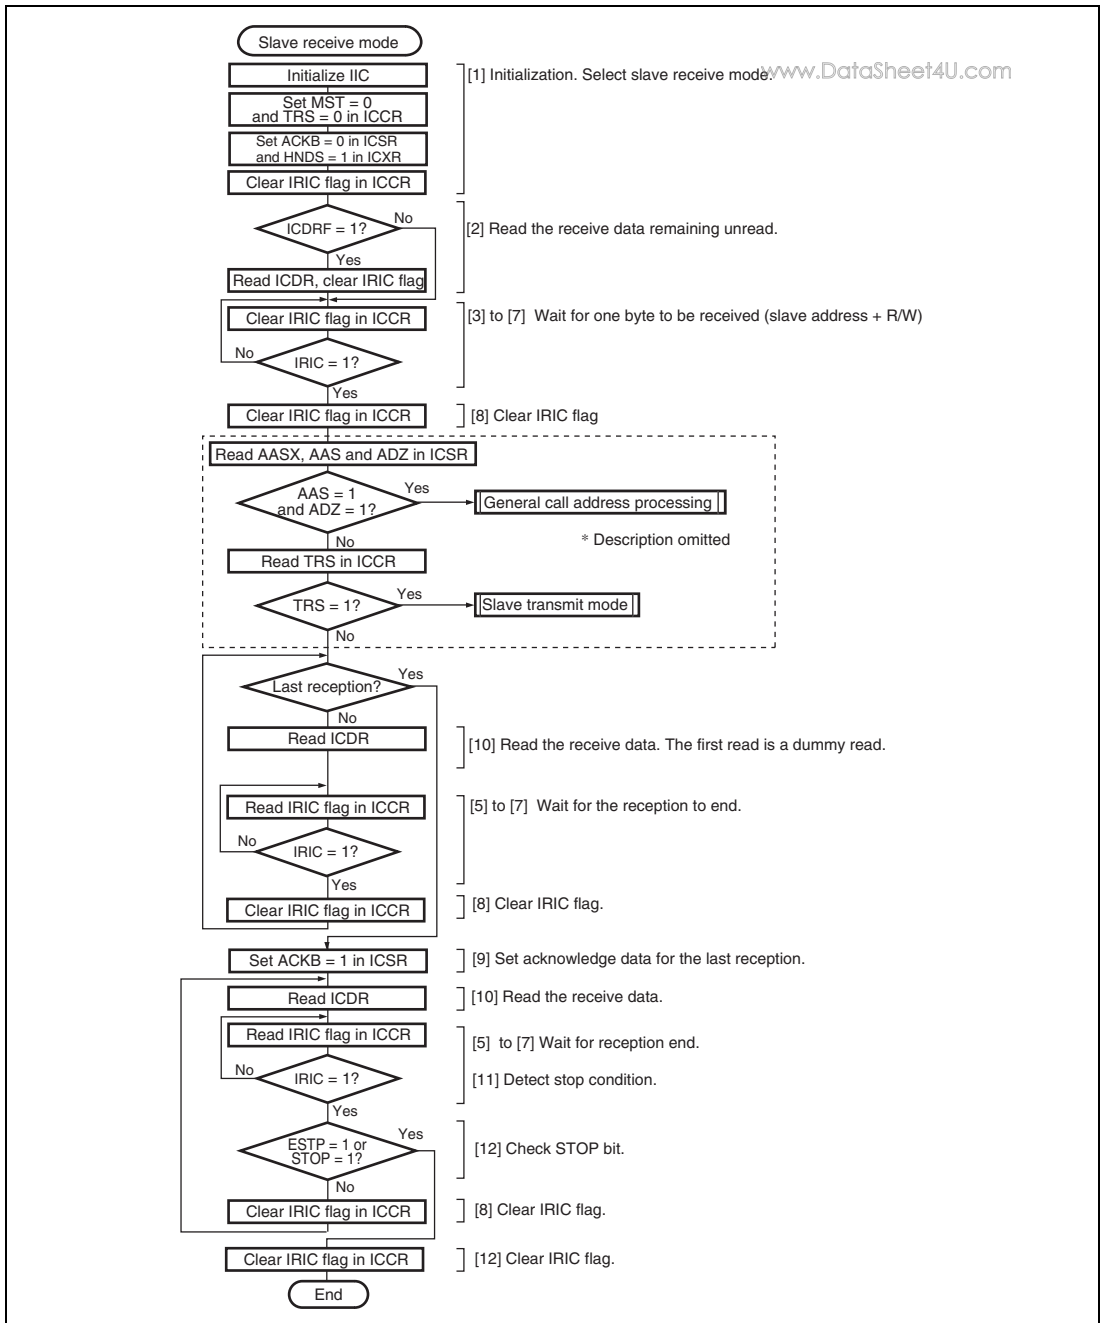 Slave receive mode
Initialize IIC
[1] Initialization. Select slave receive mode.
www.DataSheet4U.com
Set MST = 0
and TRS = 0 in ICCR
Set ACKB = 0 in ICSR
and HNDS = 1 in ICXR
Clear IRIC flag in ICCR
ICDRF = 1?
No
[2] Read the receive data remaining unread.
Yes
Read ICDR, clear IRIC flag
Clear IRIC flag in ICCR
[3] to [7] Wait for one byte to be received (slave address + R/W)
No
IRIC = 1?
Yes
Clear IRIC flag in ICCR
[8] Clear IRIC flag
Read AASX, AAS and ADZ in ICSR
AAS = 1
and ADZ = 1?
Yes
General call address processing
* Description omitted
No
Read TRS in ICCR
TRS = 1?
Yes
Slave transmit mode
No
Last reception?
Yes
No
Read ICDR
[10] Read the receive data. The first read is a dummy read.
Read IRIC flag in ICCR
[5] to [7] Wait for the reception to end.
No
IRIC = 1?
Yes
Clear IRIC flag in ICCR
[8] Clear IRIC flag.
Set ACKB = 1 in ICSR
[9] Set acknowledge data for the last reception.
Read ICDR
[10] Read the receive data.
Read IRIC flag in ICCR
[5] to [7] Wait for reception end.
No
IRIC = 1?
[11] Detect stop condition.
Yes
ESTP = 1 or
STOP = 1?
Yes
[12] Check STOP bit.
No
Clear IRIC flag in ICCR
[8] Clear IRIC flag.
Clear IRIC flag in ICCR
[12] Clear IRIC flag.
End